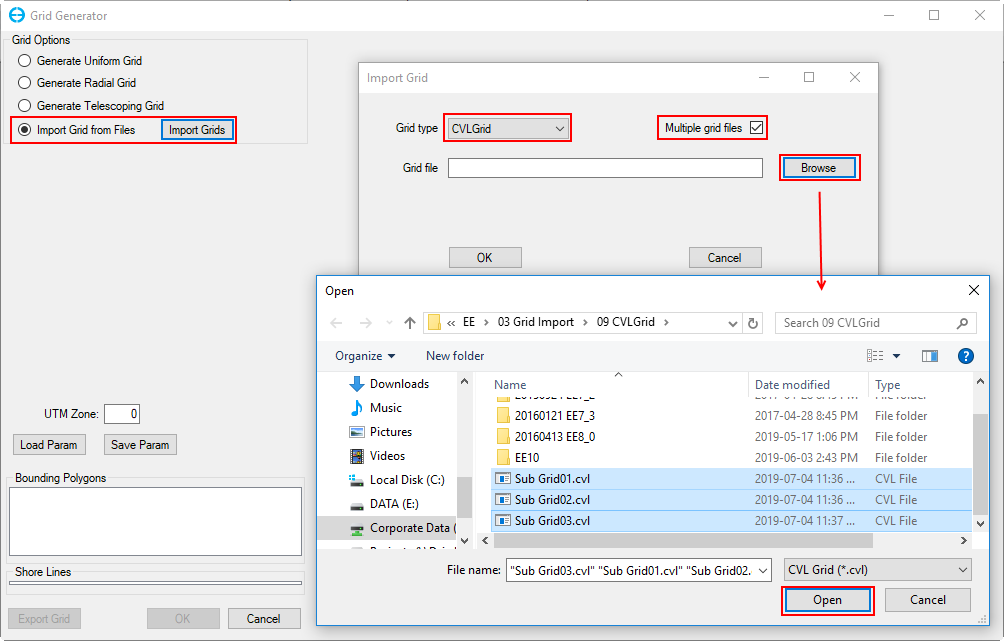 Grid Generator
Grid Options
Generate Uniform Grid
Generate Radial Grid
Generate Telescoping Grid
Import Grid from Files
Import Grids
Import Grid
Grid type
CVLGrid
Multiple grid files
Grid file
Browse
OK
Cancel
Open
« EE > 03 Grid Import > 09 CVLGrid >
Search 09 CVLGrid
Organize
New folder
?
Downloads
Music
Pictures
Videos
Local Disk (C:)
DATA (E:)
Corporate Data (
Name Date modified Type
20160121 EE7_3 2017-04-28 8:45 PM File folder
20160413 EE8_0 2019-05-17 1:06 PM File folder
EE10 2019-06-03 2:43 PM File folder
Sub Grid01.cvl 2019-07-04 11:36 ... CVL File
Sub Grid02.cvl 2019-07-04 11:36 ... CVL File
Sub Grid03.cvl 2019-07-04 11:37 ... CVL File
File name: "Sub Grid03.cvl" "Sub Grid01.cvl" "Sub Grid02.
CVL Grid (*.cvl)
Open
Cancel
UTM Zone: 0
Load Param
Save Param
Bounding Polygons
Shore Lines
Export Grid
OK
Cancel